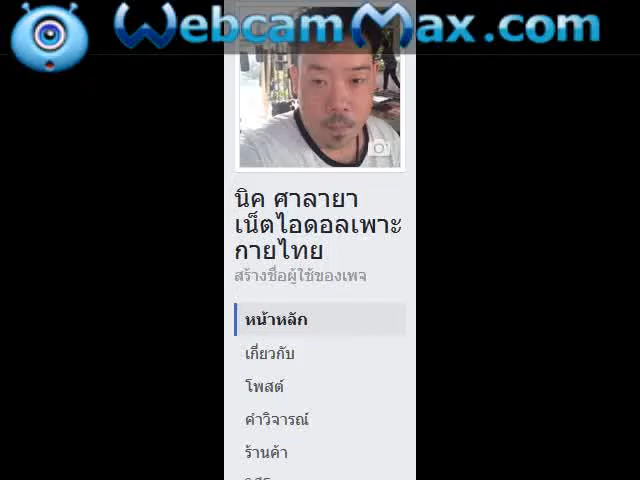 WebcamMax.com
นิค ศาลายา
เน็ตไอดอลเพาะ
กายไทย
สร้างชื่อผู้ใช้ของเพจ
หน้าหลัก
เกี่ยวกับ
โพสต์
คำวิจารณ์
ร้านค้า